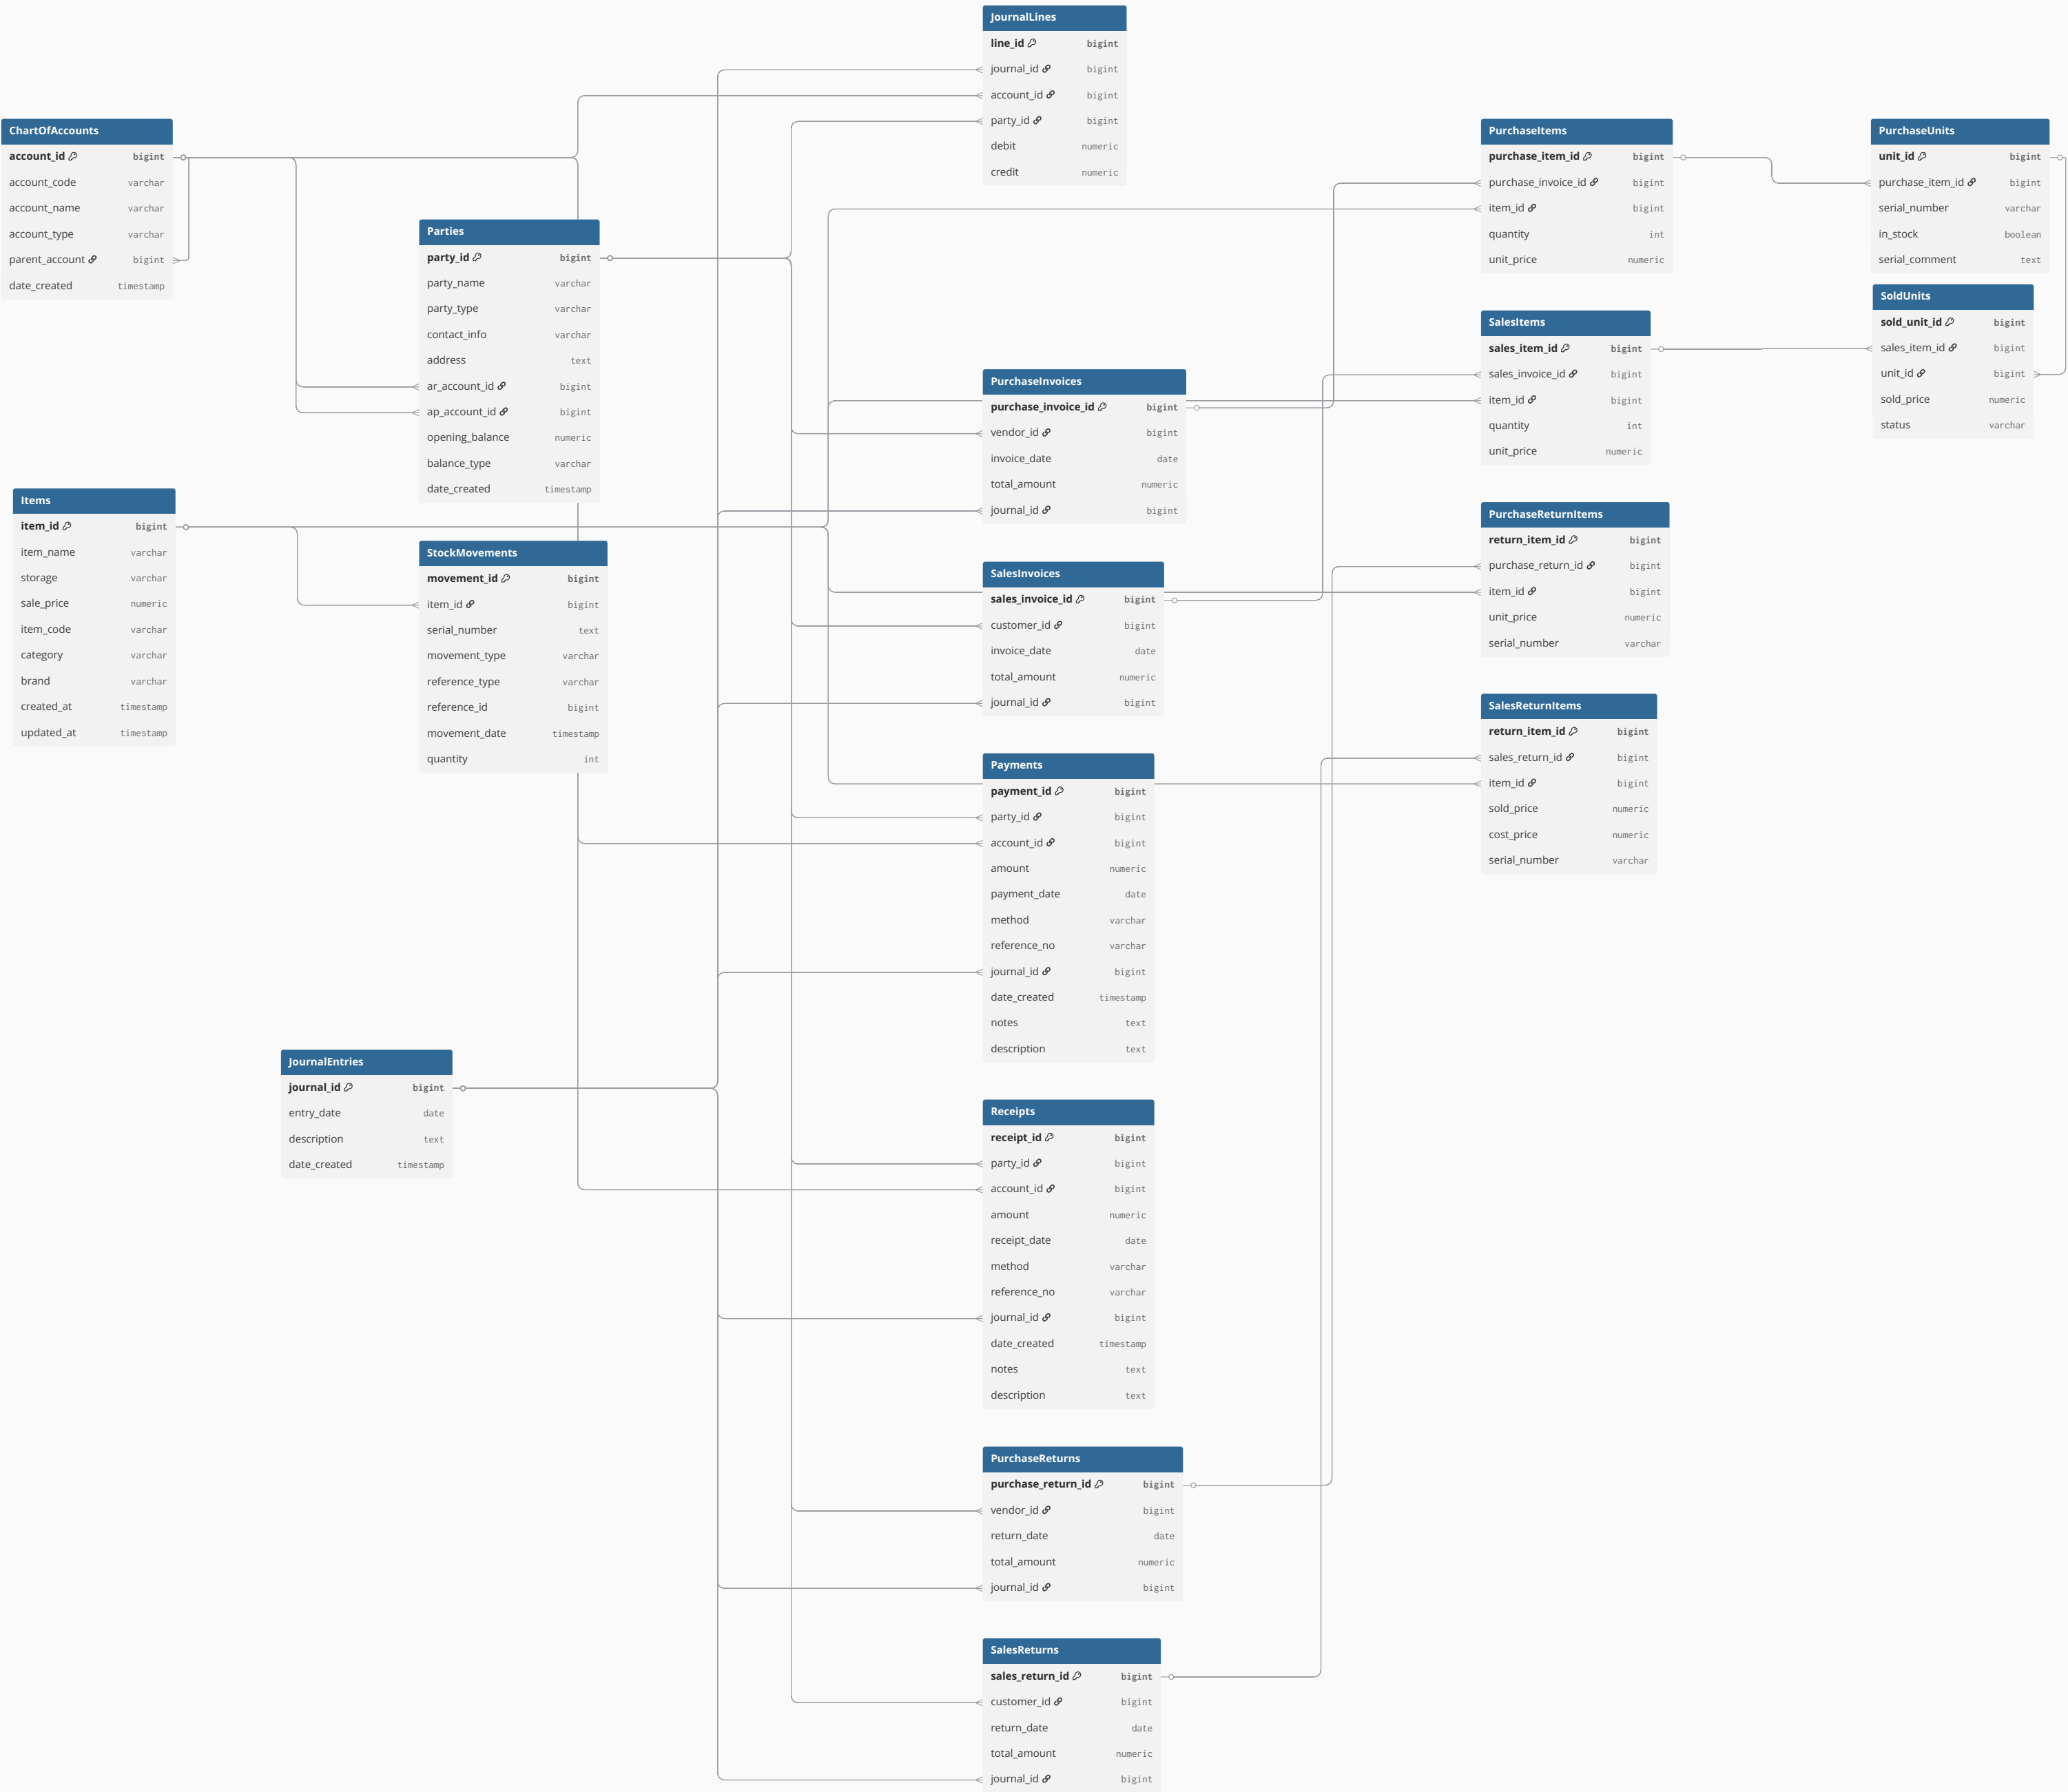 JournalLines
line_id bigint
journal_id bigint
account_id bigint
party_id bigint
debit numeric
credit numeric
ChartOfAccounts
account_id bigint
account_code varchar
account_name varchar
account_type varchar
parent_account bigint
date_created timestamp
Parties
party_id bigint
party_name varchar
party_type varchar
contact_info varchar
address text
ar_account_id bigint
ap_account_id bigint
opening_balance numeric
balance_type varchar
date_created timestamp
PurchaseItems
purchase_item_id bigint
purchase_invoice_id bigint
item_id bigint
quantity int
unit_price numeric
PurchaseUnits
unit_id bigint
purchase_item_id bigint
serial_number varchar
in_stock boolean
serial_comment text
SoldUnits
sold_unit_id bigint
sales_item_id bigint
unit_id bigint
sold_price numeric
status varchar
SalesItems
sales_item_id bigint
sales_invoice_id bigint
item_id bigint
quantity int
unit_price numeric
PurchaseInvoices
purchase_invoice_id bigint
vendor_id bigint
invoice_date date
total_amount numeric
journal_id bigint
Items
item_id bigint
item_name varchar
storage varchar
sale_price numeric
item_code varchar
category varchar
brand varchar
created_at timestamp
updated_at timestamp
StockMovements
movement_id bigint
item_id bigint
serial_number text
movement_type varchar
reference_type varchar
reference_id bigint
movement_date timestamp
quantity int
SalesInvoices
sales_invoice_id bigint
customer_id bigint
invoice_date date
total_amount numeric
journal_id bigint
PurchaseReturnItems
return_item_id bigint
purchase_return_id bigint
item_id bigint
unit_price numeric
serial_number varchar
SalesReturnItems
return_item_id bigint
sales_return_id bigint
item_id bigint
sold_price numeric
cost_price numeric
serial_number varchar
Payments
payment_id bigint
party_id bigint
account_id bigint
amount numeric
payment_date date
method varchar
reference_no varchar
journal_id bigint
date_created timestamp
notes text
description text
JournalEntries
journal_id bigint
entry_date date
description text
date_created timestamp
Receipts
receipt_id bigint
party_id bigint
account_id bigint
amount numeric
receipt_date date
method varchar
reference_no varchar
journal_id bigint
date_created timestamp
notes text
description text
PurchaseReturns
purchase_return_id bigint
vendor_id bigint
return_date date
total_amount numeric
journal_id bigint
SalesReturns
sales_return_id bigint
customer_id bigint
return_date date
total_amount numeric
journal_id bigint